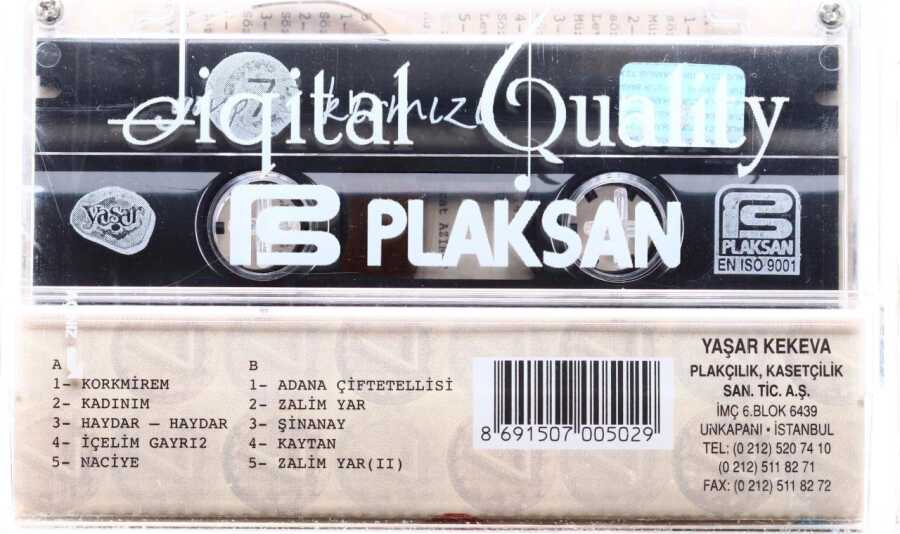 Digital Quality
kırmızı
yaşar
PLAKSAN
PLAKSAN
EN ISO 9001
A
1- KORKMİREM
2- KADINIM
3- HAYDAR – HAYDAR
4- İÇELİM GAYRI2
5- NACİYE
B
1- ADANA ÇİFTETELLİSİ
2- ZALİM YAR
3- ŞİNANAY
4- KAYTAN
5- ZALİM YAR(II)
8 691507 005029
YAŞAR KEKEVA
PLAKÇILIK, KASETÇİLİK
SAN. TİC. A.Ş.
İMÇ 6.BLOK 6439
UNKAPANI • İSTANBUL
TEL: (0 212) 520 74 10
(0 212) 511 82 71
FAX: (0 212) 511 82 72